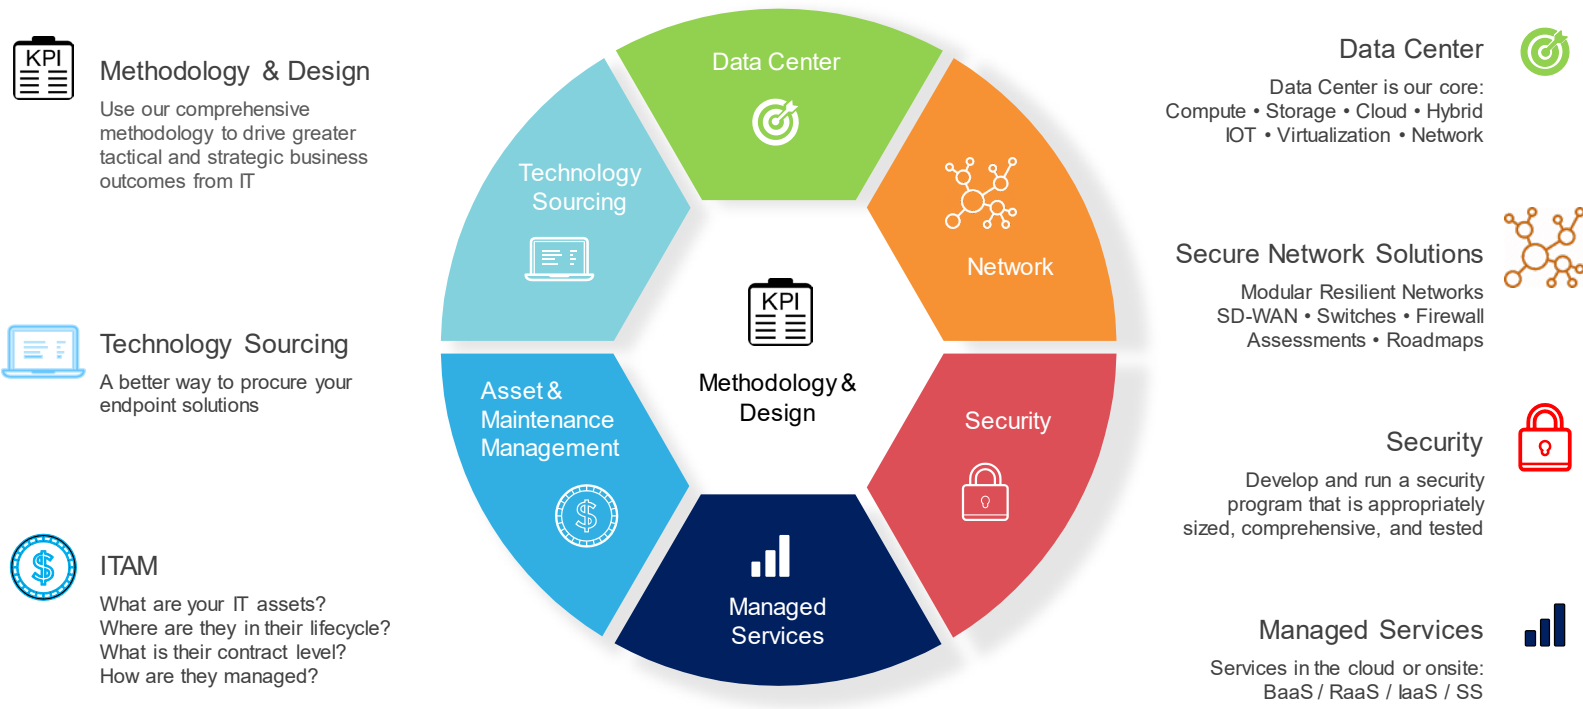 KPI
Methodology & Design
Use our comprehensive
methodology to drive greater
tactical and strategic business
outcomes from IT
Technology Sourcing
A better way to procure your
endpoint solutions
ITAM
What are your IT assets?
Where are they in their lifecycle?
What is their contract level?
How are they managed?
Data Center
Technology
Sourcing
Network
KPI
Methodology &
Design
Asset &
Maintenance
Management
Security
Managed
Services
Data Center
Data Center is our core:
Compute • Storage • Cloud • Hybrid
IOT • Virtualization • Network
Secure Network Solutions
Modular Resilient Networks
SD-WAN • Switches • Firewall
Assessments • Roadmaps
Security
Develop and run a security
program that is appropriately
sized, comprehensive, and tested
Managed Services
Services in the cloud or onsite:
BaaS / RaaS / IaaS / SS